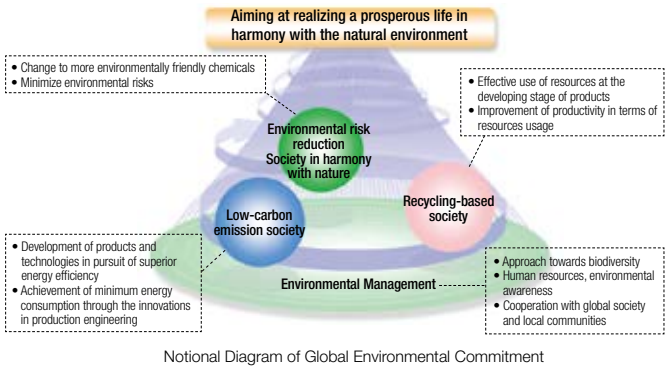 Aiming at realizing a prosperous life in
harmony with the natural environment
• Change to more environmentally friendly chemicals
• Minimize environmental risks
• Effective use of resources at the
developing stage of products
• Improvement of productivity in terms of
resources usage
Environmental risk
reduction
Society in harmony
with nature
Recycling-based
society
Low-carbon
emission society
• Development of products and
technologies in pursuit of superior
energy efficiency
• Achievement of minimum energy
consumption through the innovations
in production engineering
Environmental Management
• Approach towards biodiversity
• Human resources, environmental
awareness
• Cooperation with global society
and local communities
Notional Diagram of Global Environmental Commitment